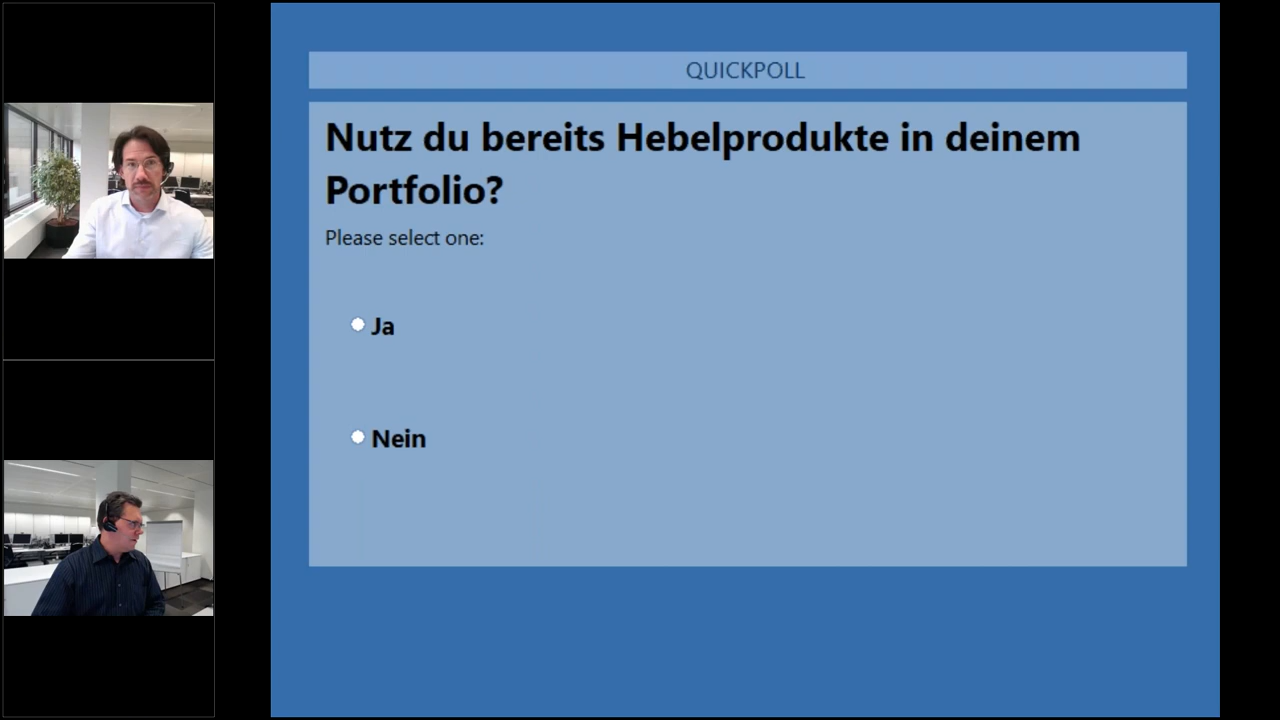 QUICKPOLL
Nutz du bereits Hebelprodukte in deinem
Portfolio?
Please select one:
Ja
Nein